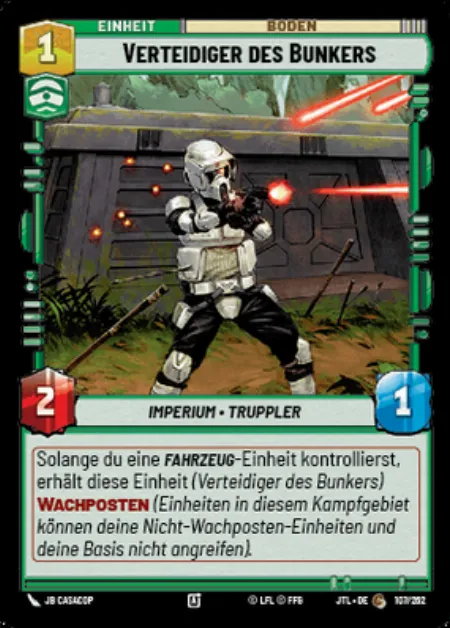 EINHEIT
BODEN
1
VERTEIDIGER DES BUNKERS
2
IMPERIUM • TRUPPLER
1
Solange du eine FAHRZEUG-Einheit kontrollierst,
erhält diese Einheit (Verteidiger des Bunkers)
WACHPOSTEN (Einheiten in diesem Kampfgebiet
können deine Nicht-Wachposten-Einheiten und
deine Basis nicht angreifen).
JB CASACOP
© LFL © FFG
JTL • DE
107/262